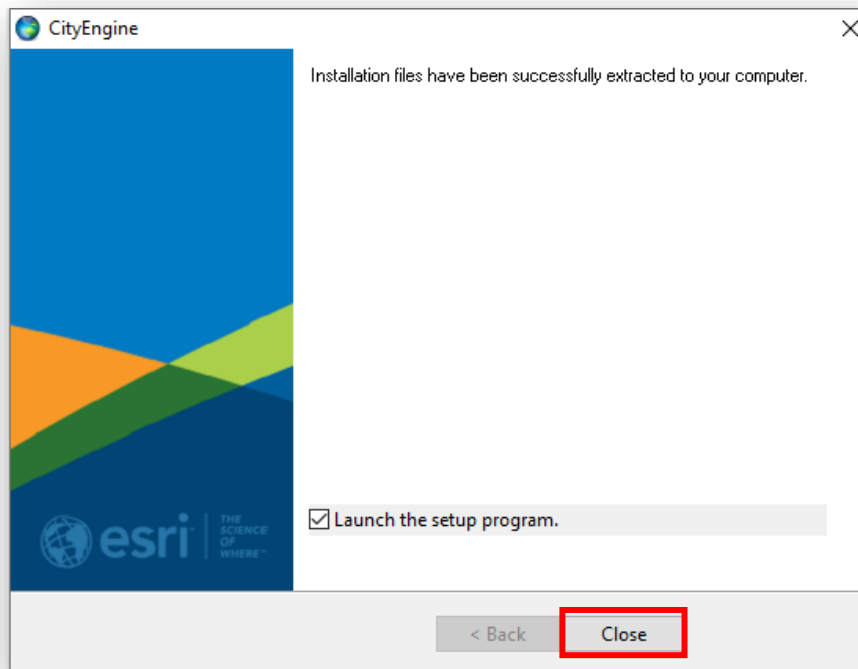 CityEngine
Installation files have been successfully extracted to your computer.
Launch the setup program.
esri
THE
SCIENCE
OF
WHERE™
< Back
Close